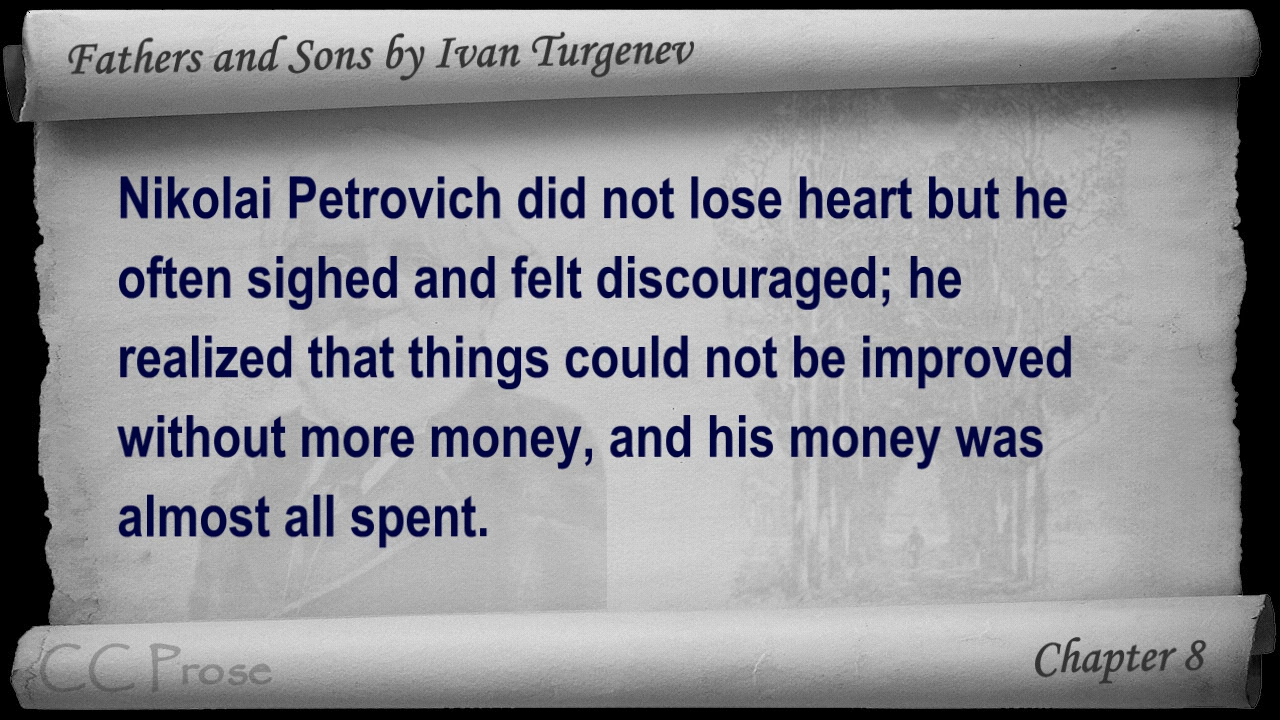 Fathers and Sons by Ivan Turgenev
Nikolai Petrovich did not lose heart but he
often sighed and felt discouraged; he
realized that things could not be improved
without more money, and his money was
almost all spent.
CC Prose
Chapter 8